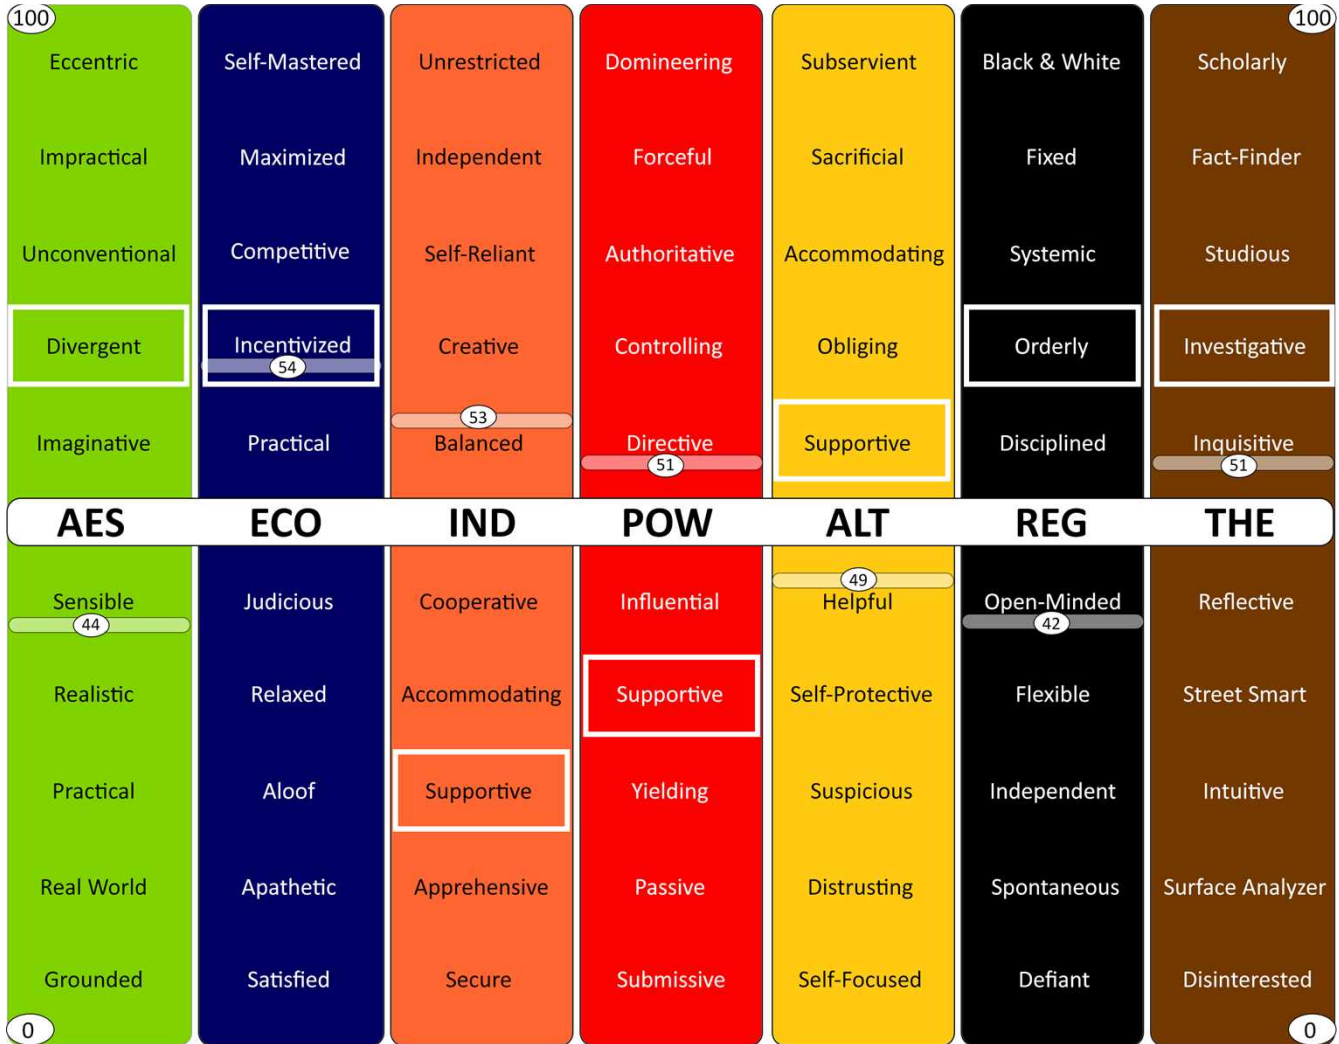 100 100
Eccentric Self-Mastered Unrestricted Domineering Subservient Black & White Scholarly
Impractical Maximized Independent Forceful Sacrificial Fixed Fact-Finder
Unconventional Competitive Self-Reliant Authoritative Accommodating Systemic Studious
Divergent Incentivized Creative Controlling Obliging Orderly Investigative
54
53
Imaginative Practical Balanced Directive Supportive Disciplined Inquisitive
51 51
AES ECO IND POW ALT REG THE
49
Sensible Judicious Cooperative Influential Helpful Open-Minded Reflective
44 42
Realistic Relaxed Accommodating Supportive Self-Protective Flexible Street Smart
Practical Aloof Supportive Yielding Suspicious Independent Intuitive
Real World Apathetic Apprehensive Passive Distrusting Spontaneous Surface Analyzer
Grounded Satisfied Secure Submissive Self-Focused Defiant Disinterested
0 0